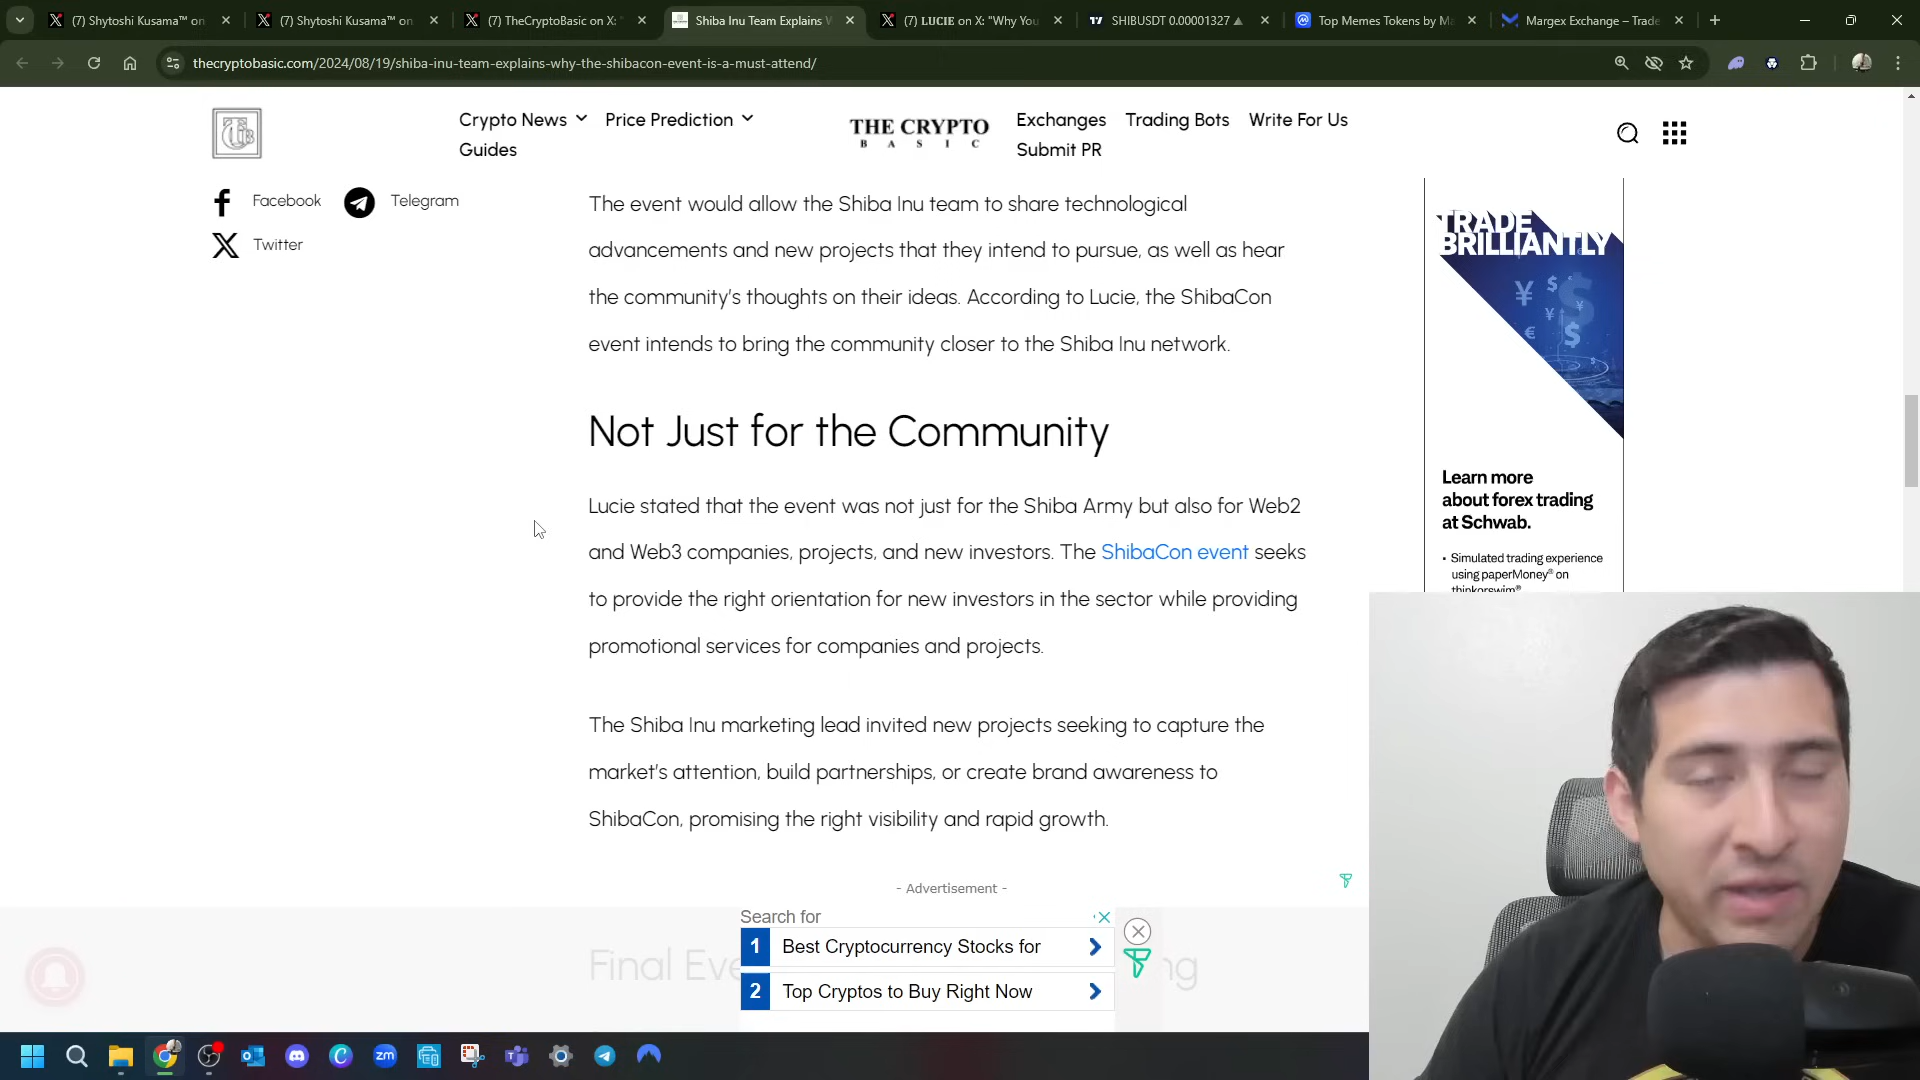 (7) Shytoshi Kusama™ on
(7) Shytoshi Kusama™ on
(7) TheCryptoBasic on X: "
Shiba Inu Team Explains W
(7) LUCIE on X: "Why You
SHIBUSDT 0.00001327 ▲
Top Memes Tokens by Ma
Margex Exchange – Trade
thecryptobasic.com/2024/08/19/shiba-inu-team-explains-why-the-shibacon-event-is-a-must-attend/
Crypto News
Price Prediction
Guides
THE CRYPTO
BASIC
Exchanges
Trading Bots
Write For Us
Submit PR
Facebook
Telegram
Twitter
The event would allow the Shiba Inu team to share technological
advancements and new projects that they intend to pursue, as well as hear
the community's thoughts on their ideas. According to Lucie, the ShibaCon
event intends to bring the community closer to the Shiba Inu network.
Not Just for the Community
Lucie stated that the event was not just for the Shiba Army but also for Web2
and Web3 companies, projects, and new investors. The ShibaCon event seeks
to provide the right orientation for new investors in the sector while providing
promotional services for companies and projects.
The Shiba Inu marketing lead invited new projects seeking to capture the
market's attention, build partnerships, or create brand awareness to
ShibaCon, promising the right visibility and rapid growth.
TRADE
BRILLIANTLY
Learn more
about forex trading
at Schwab.
• Simulated trading experience
using paperMoney® on
thinkorswim®
- Advertisement -
Search for
1 Best Cryptocurrency Stocks for
2 Top Cryptos to Buy Right Now
Final Eve
ng
zm